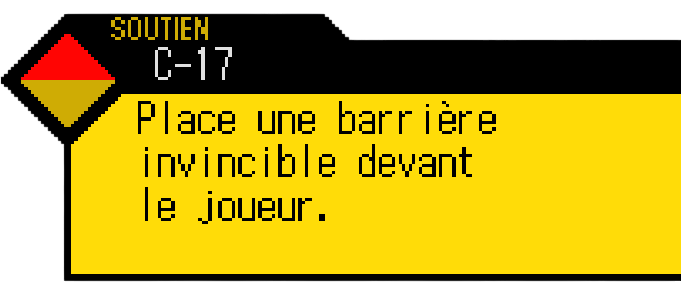 SOUTIEN
C-17
Place une barrière
invincible devant
le joueur.